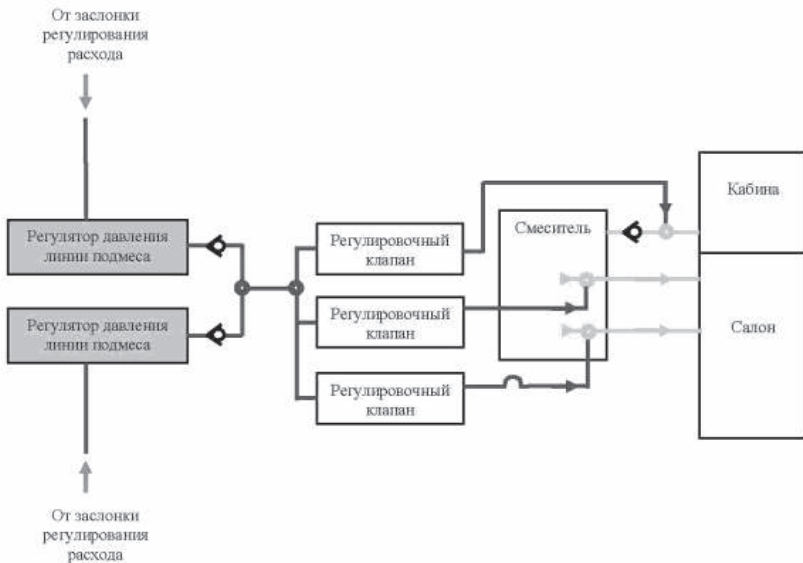 От заслонки
регулирования
расхода
Регулятор давления
линии подмеса
Регулятор давления
линии подмеса
Регулировочный
клапан
Регулировочный
клапан
Регулировочный
клапан
Смеситель
Кабина
Салон
От заслонки
регулирования
расхода